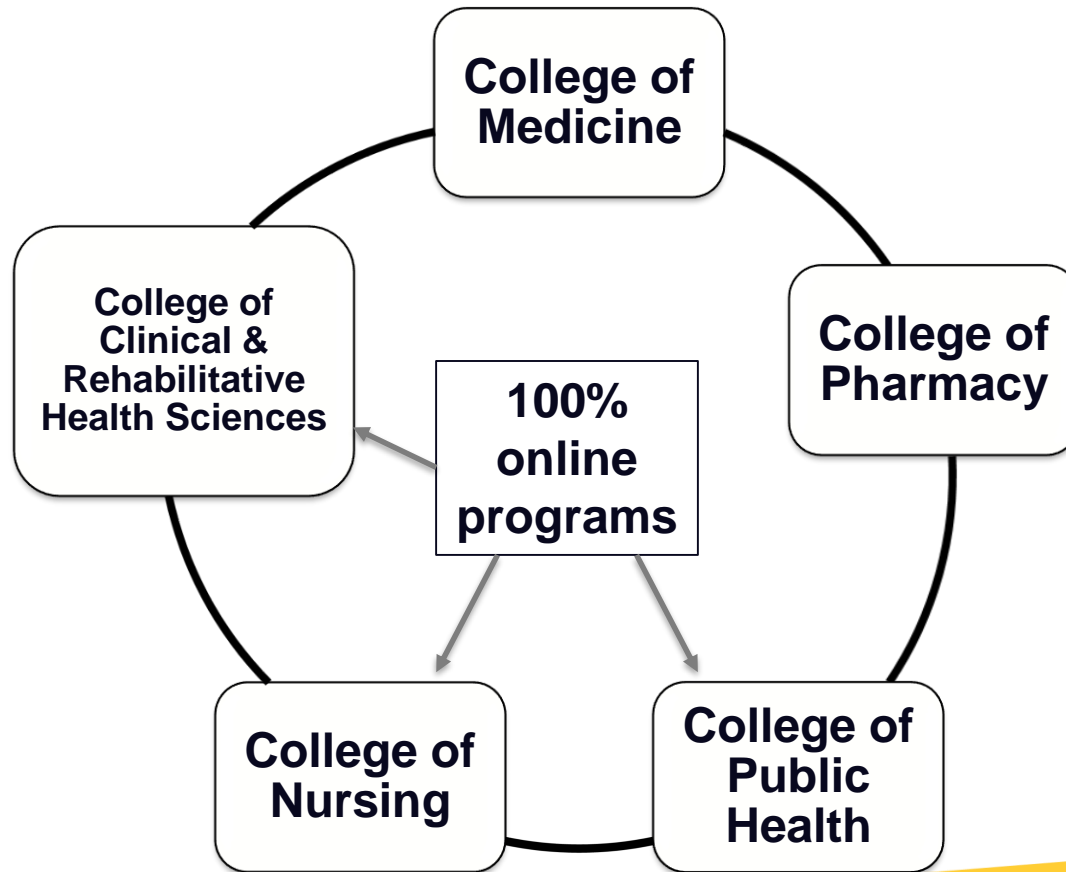 College of
Medicine
College of
Clinical &
Rehabilitative
Health Sciences
College of
Pharmacy
100%
online
programs
College of
Nursing
College of
Public
Health